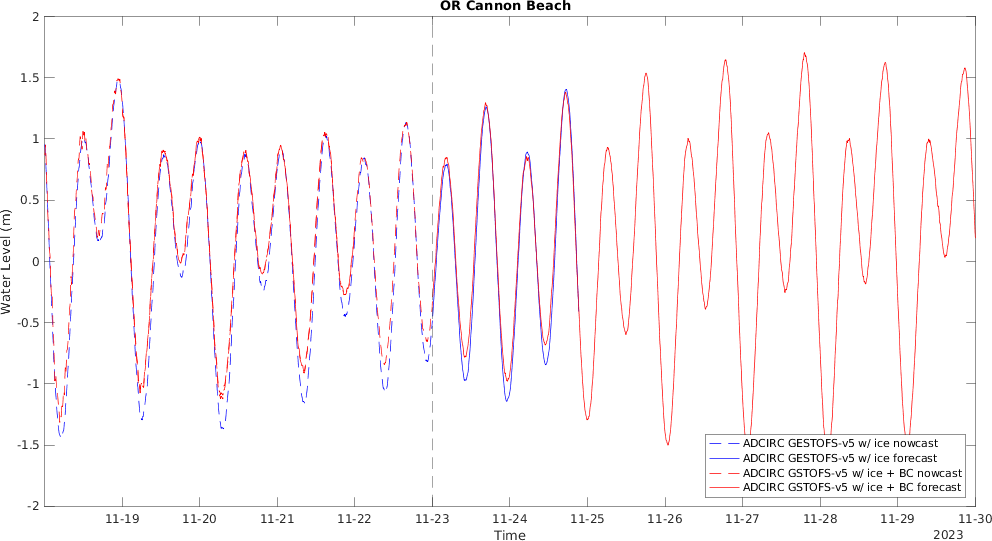 OR Cannon Beach
2
1.5
1
0.5
0
-0.5
-1
-1.5
-2
Water Level (m)
ADCIRC GESTOFS-v5 w/ ice nowcast
ADCIRC GESTOFS-v5 w/ ice forecast
ADCIRC GSTOFS-v5 w/ ice + BC nowcast
ADCIRC GSTOFS-v5 w/ ice + BC forecast
11-19 11-20 11-21 11-22 11-23 11-24 11-25 11-26 11-27 11-28 11-29 11-30
Time
2023